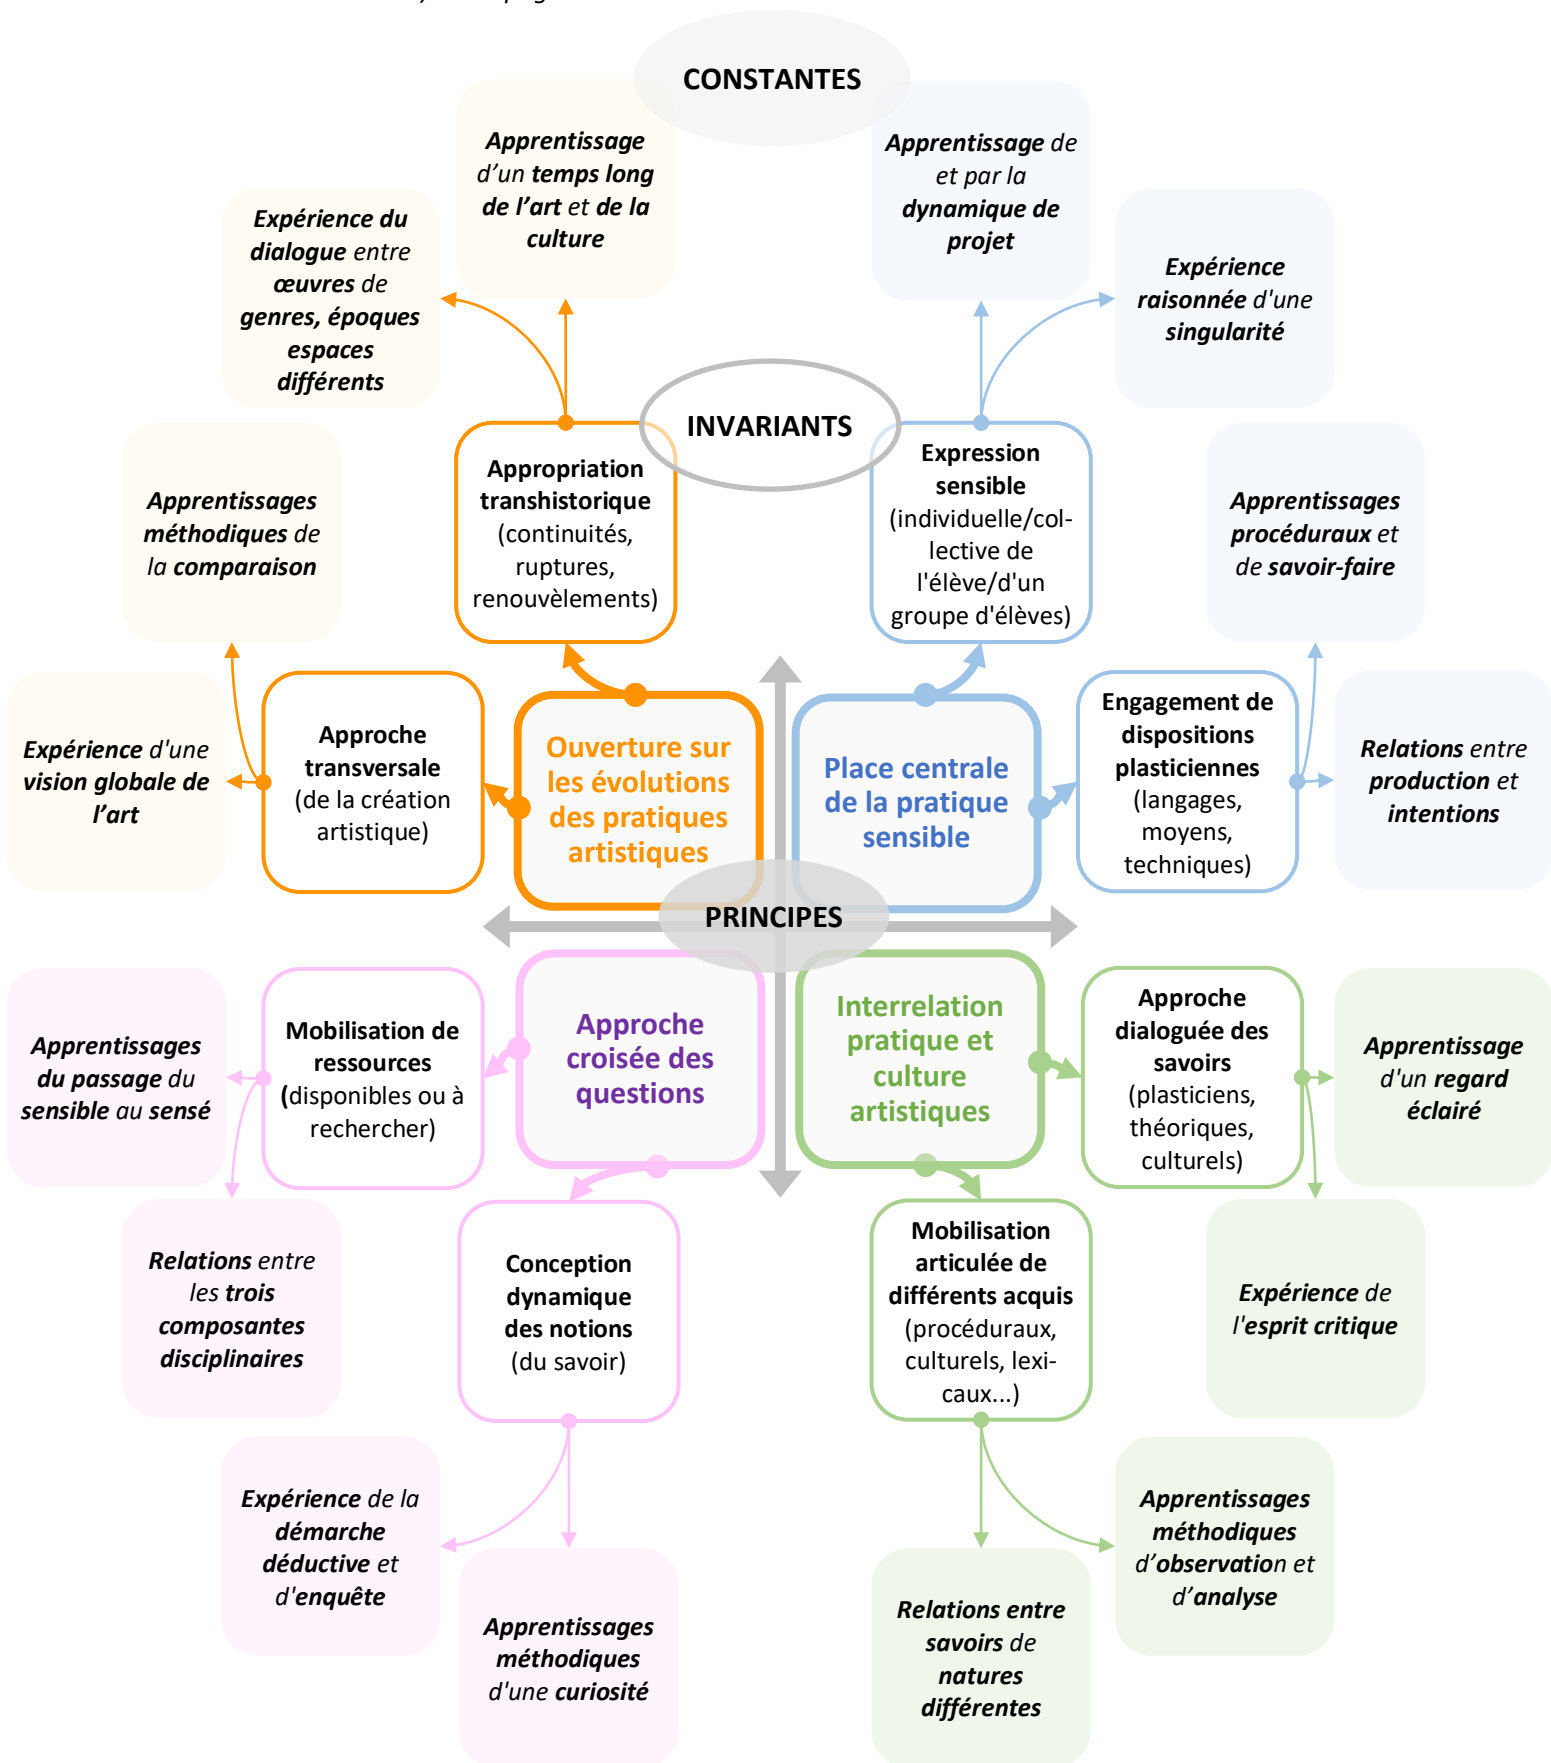 CONSTANTES
Apprentissage
d’un temps long
de l’art et de la
culture
Apprentissage de
et par la
dynamique de
projet
Expérience du
dialogue entre
œuvres de
genres, époques
espaces
différents
Expérience
raisonnée d'une
singularité
INVARIANTS
Appropriation
transhistorique
(continuités,
ruptures,
renouvèlements)
Expression
sensible
(individuelle/col-
lective de
l'élève/d'un
groupe d'élèves)
Apprentissages
méthodiques de
la comparaison
Apprentissages
procéduraux et
de savoir-faire
Expérience d'une
vision globale de
l’art
Approche
transversale
(de la création
artistique)
Ouverture sur
les évolutions
des pratiques
artistiques
Place centrale
de la pratique
sensible
Engagement de
dispositions
plasticiennes
(langages,
moyens,
techniques)
Relations entre
production et
intentions
PRINCIPES
Apprentissages
du passage du
sensible au sensé
Mobilisation de
ressources
(disponibles ou à
rechercher)
Approche
croisée des
questions
Interrelation
pratique et
culture
artistiques
Approche
dialoguée des
savoirs
(plasticiens,
théoriques,
culturels)
Apprentissage
d'un regard
éclairé
Relations entre
les trois
composantes
disciplinaires
Conception
dynamique
des notions
(du savoir)
Mobilisation
articulée de
différents acquis
(procéduraux,
culturels, lexi-
caux...)
Expérience de
l'esprit critique
Expérience de la
démarche
déductive et
d'enquête
Apprentissages
méthodiques
d’observation et
d’analyse
Apprentissages
méthodiques
d'une curiosité
Relations entre
savoirs de
natures
différentes